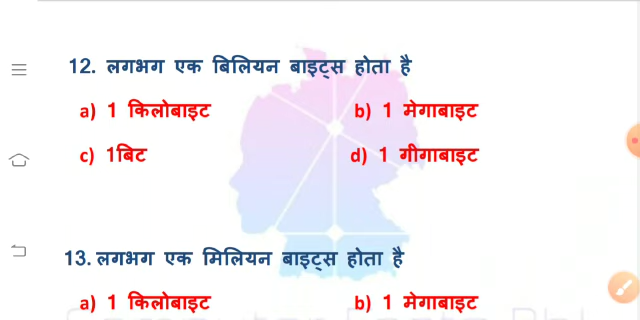 12. लगभग एक बिलियन बाइट्स होता है
a) 1 किलोबाइट b) 1 मेगाबाइट
c) 1बिट d) 1 गीगाबाइट
13. लगभग एक मिलियन बाइट्स होता है
a) 1 किलोबाइट b) 1 मेगाबाइट